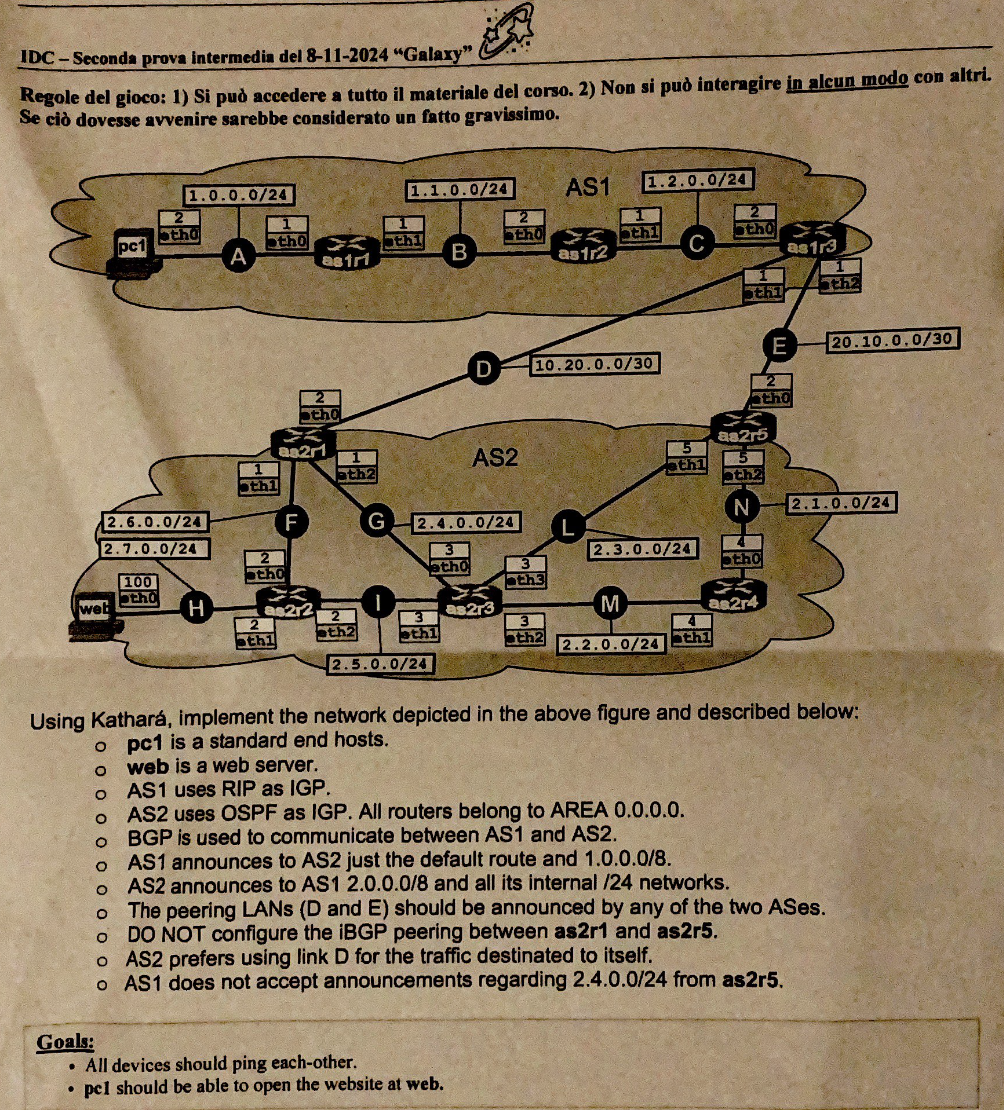 IDC – Seconda prova intermedia del 8-11-2024 “Galaxy”
Regole del gioco: 1) Si può accedere a tutto il materiale del corso. 2) Non si può interagire in alcun modo con altri.
Se ciò dovesse avvenire sarebbe considerato un fatto gravissimo.
1.0.0.0/24
1.1.0.0/24
AS1
1.2.0.0/24
2
eth0
1
eth0
1
eth1
2
eth0
1
eth1
2
eth0
pc1
A
as1r1
B
as1r2
C
as1r3
1
eth1
1
eth2
D
10.20.0.0/30
E
20.10.0.0/30
2
eth0
2
eth0
as2r1
AS2
as2r5
1
eth1
1
eth2
5
eth1
5
eth2
2.6.0.0/24
F
G
2.4.0.0/24
L
N
2.1.0.0/24
2.7.0.0/24
2.3.0.0/24
2
eth0
3
eth0
3
eth3
4
eth0
100
eth0
web
H
as2r2
I
as2r3
M
as2r4
2
eth1
2
eth2
3
eth1
3
eth2
4
eth1
2.5.0.0/24
2.2.0.0/24
Using Kathará, implement the network depicted in the above figure and described below:
o pc1 is a standard end hosts.
o web is a web server.
o AS1 uses RIP as IGP.
o AS2 uses OSPF as IGP. All routers belong to AREA 0.0.0.0.
o BGP is used to communicate between AS1 and AS2.
o AS1 announces to AS2 just the default route and 1.0.0.0/8.
o AS2 announces to AS1 2.0.0.0/8 and all its internal /24 networks.
o The peering LANs (D and E) should be announced by any of the two ASes.
o DO NOT configure the iBGP peering between as2r1 and as2r5.
o AS2 prefers using link D for the traffic destinated to itself.
o AS1 does not accept announcements regarding 2.4.0.0/24 from as2r5.
Goals:
• All devices should ping each-other.
• pc1 should be able to open the website at web.